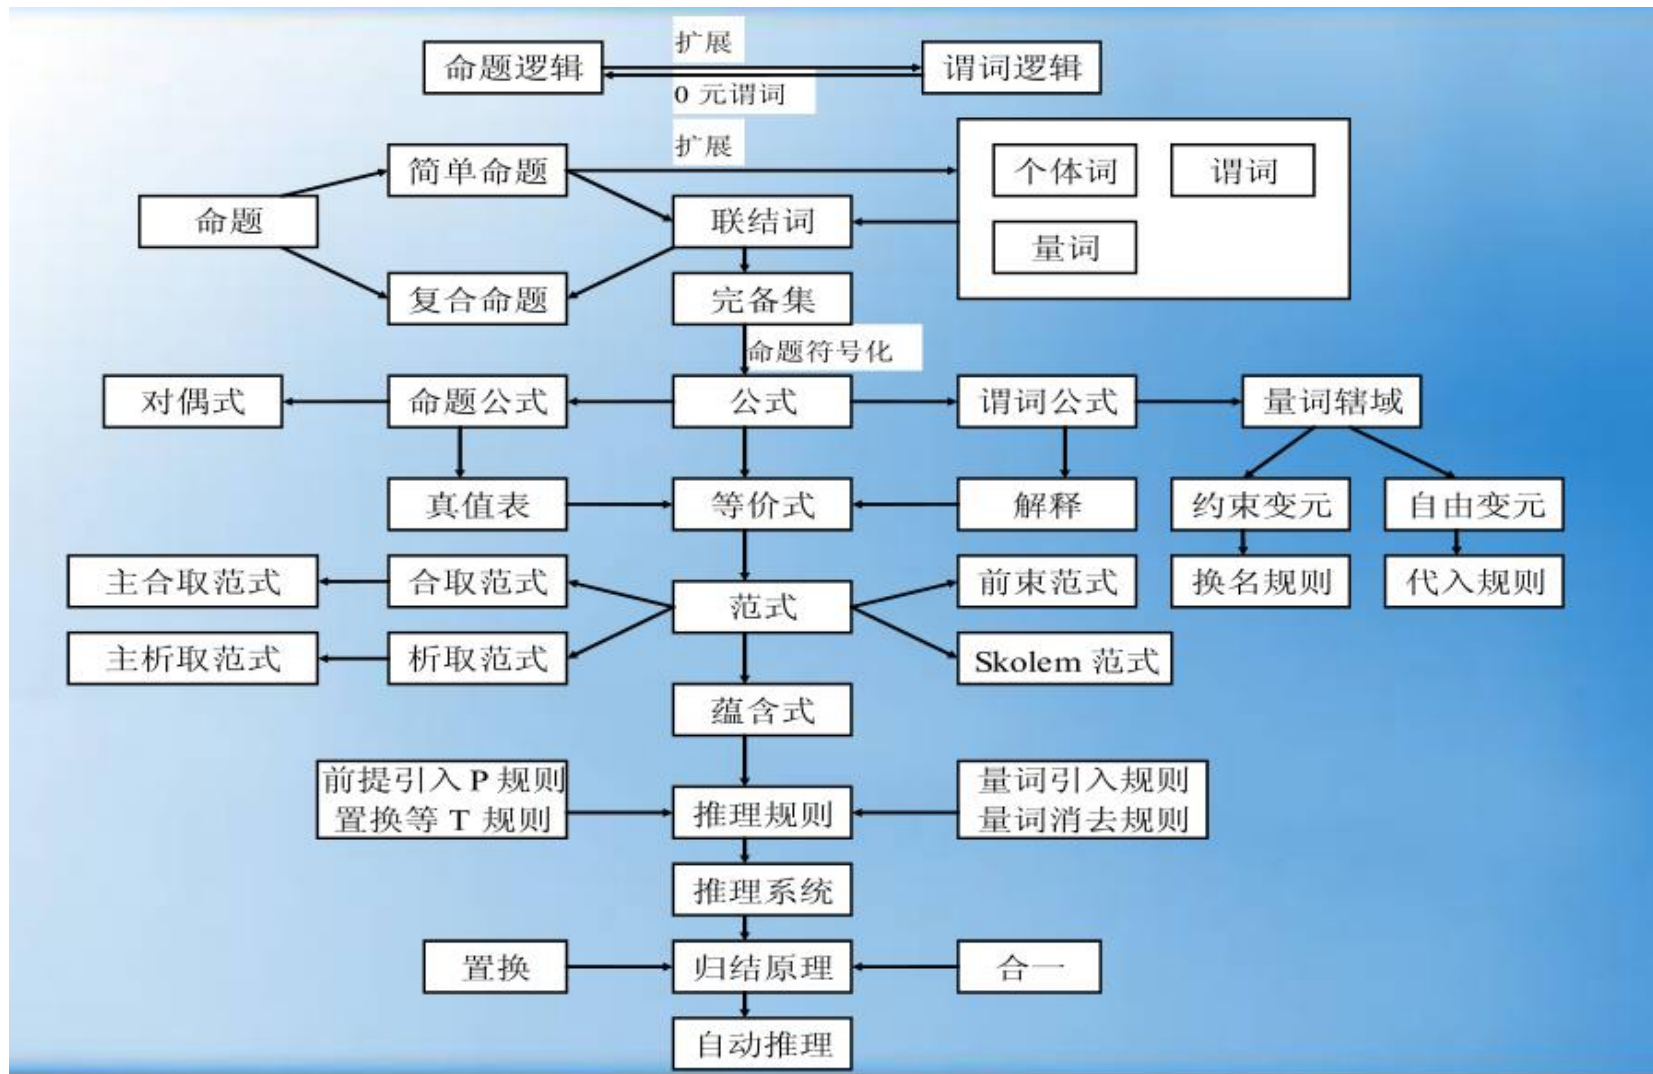 扩展
命题逻辑
谓词逻辑
0 元谓词
扩展
简单命题
个体词
谓词
命题
联结词
量词
复合命题
完备集
命题符号化
对偶式
命题公式
公式
谓词公式
量词辖域
真值表
等价式
解释
约束变元
自由变元
主合取范式
合取范式
范式
前束范式
换名规则
代入规则
主析取范式
析取范式
Skolem 范式
蕴含式
前提引入 P 规则
置换等 T 规则
推理规则
量词引入规则
量词消去规则
推理系统
置换
归结原理
合一
自动推理